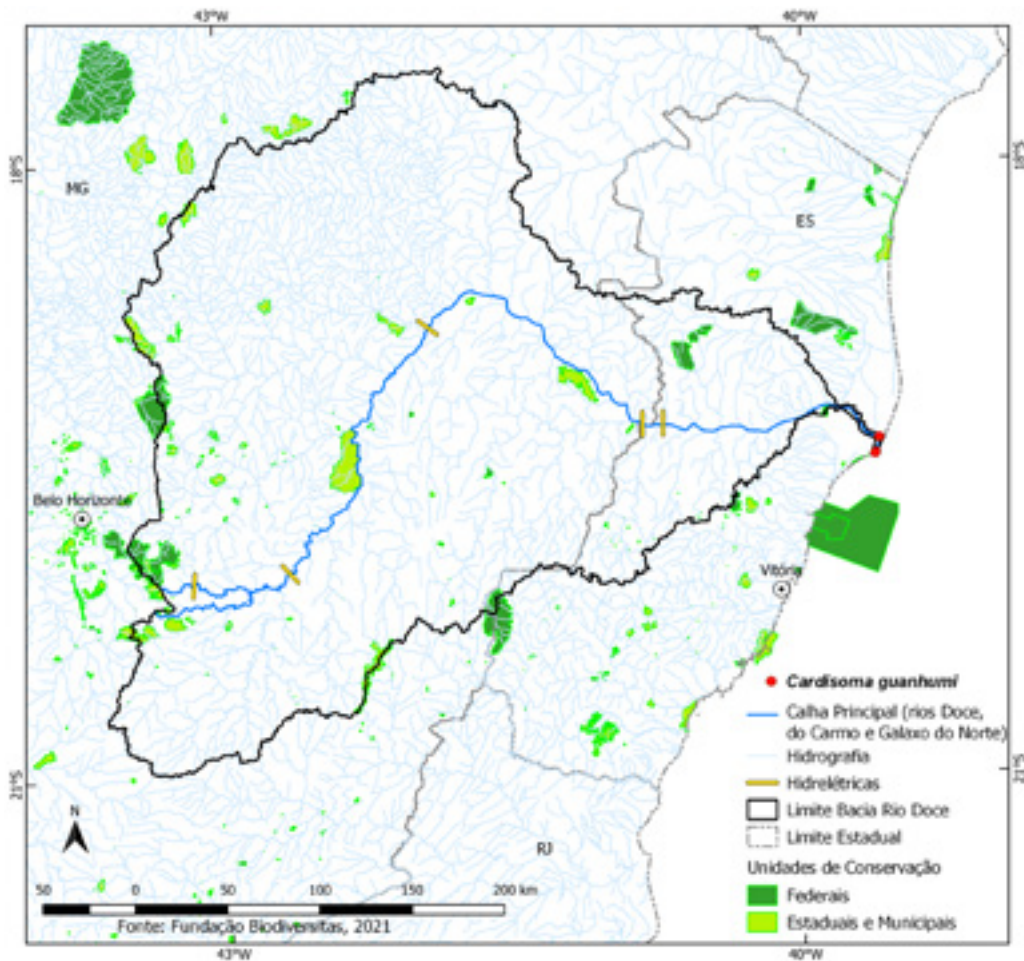 43°W
40°W
18°S
18°S
MG
ES
Belo Horizonte
Vitória
Cardisoma guanhumi
Calha Principal (rios Doce,
do Carmo e Galaxo do Norte)
Hidrografia
Hidrelétricas
Limite Bacia Rio Doce
Limite Estadual
Unidades de Conservação
Federais
Estaduais e Municipais
21°S
21°S
N
RJ
50 0 50 100 150 200 km
Fonte: Fundação Biodiversitas, 2021
43°W
40°W